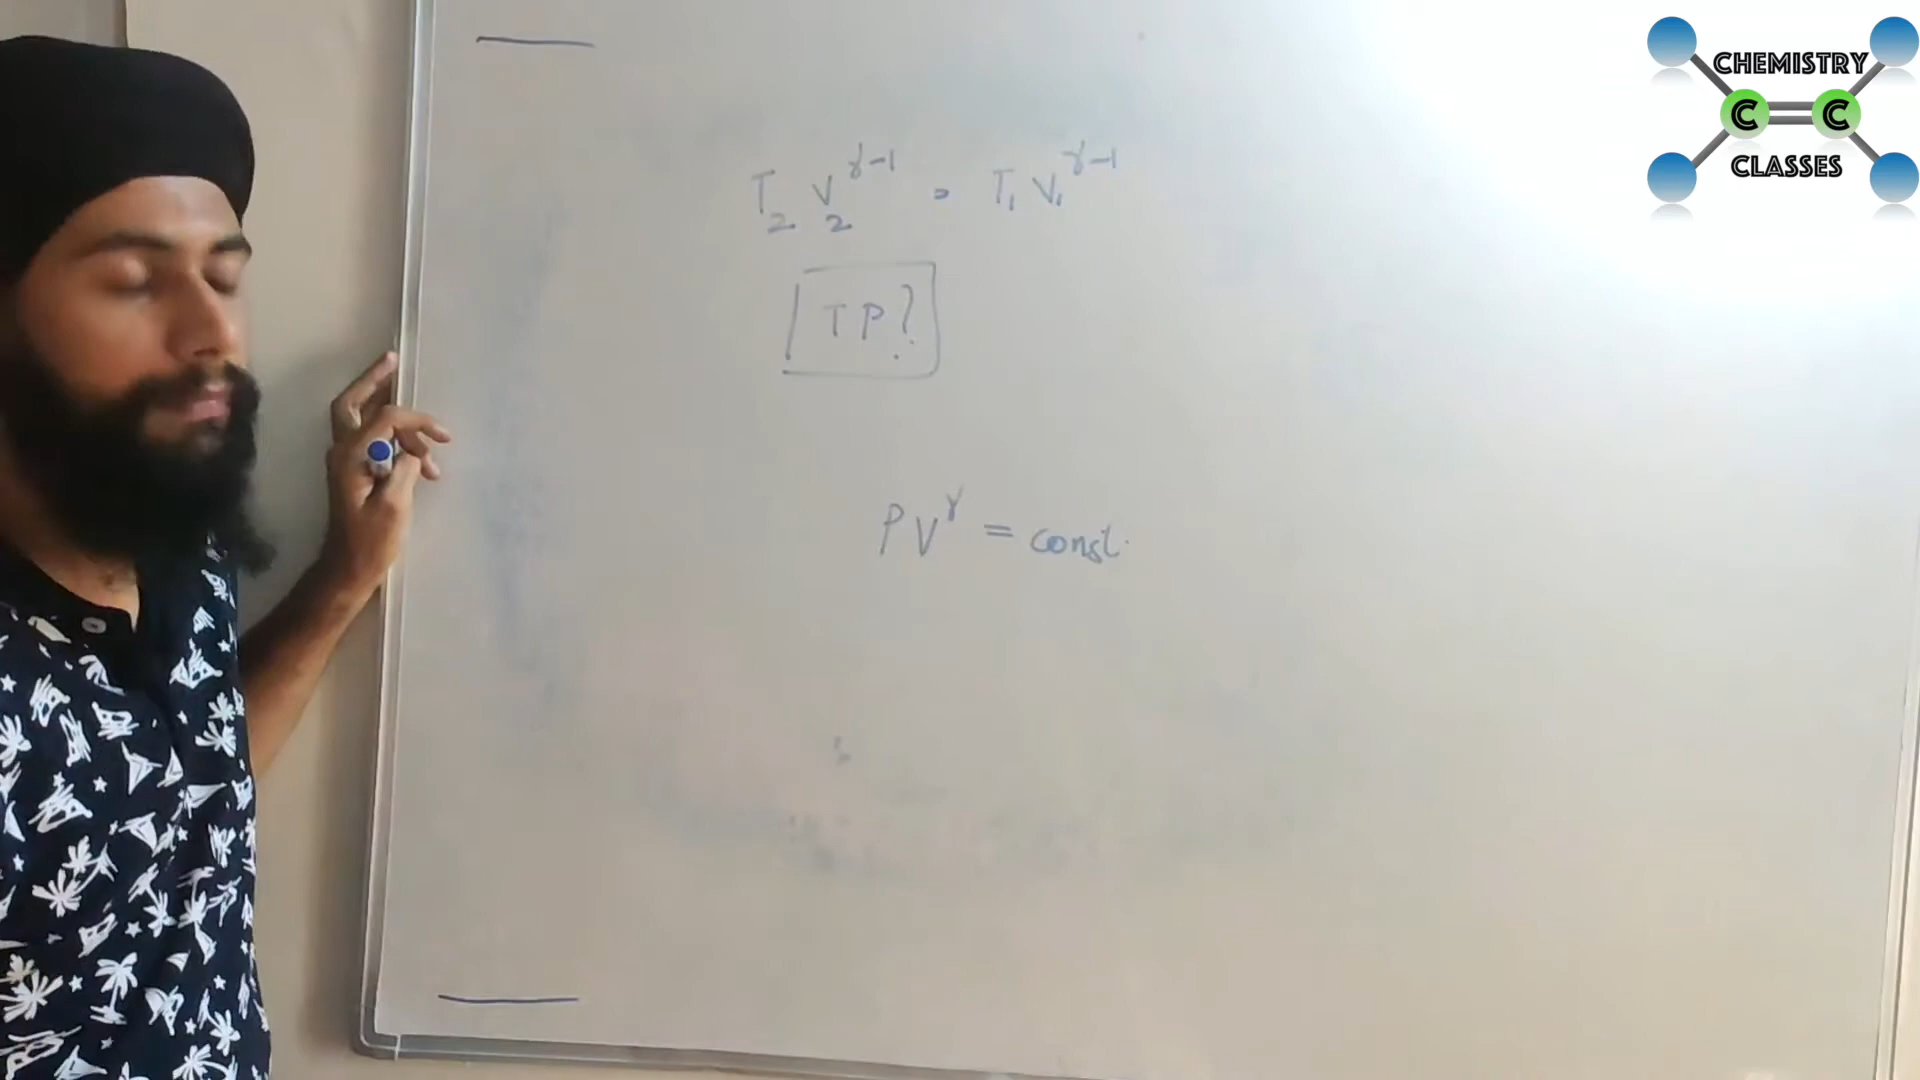 T₂ V₂^γ-1 = T₁ V₁^γ-1
TP?
PV^γ = const.
CHEMISTRY
C C
CLASSES